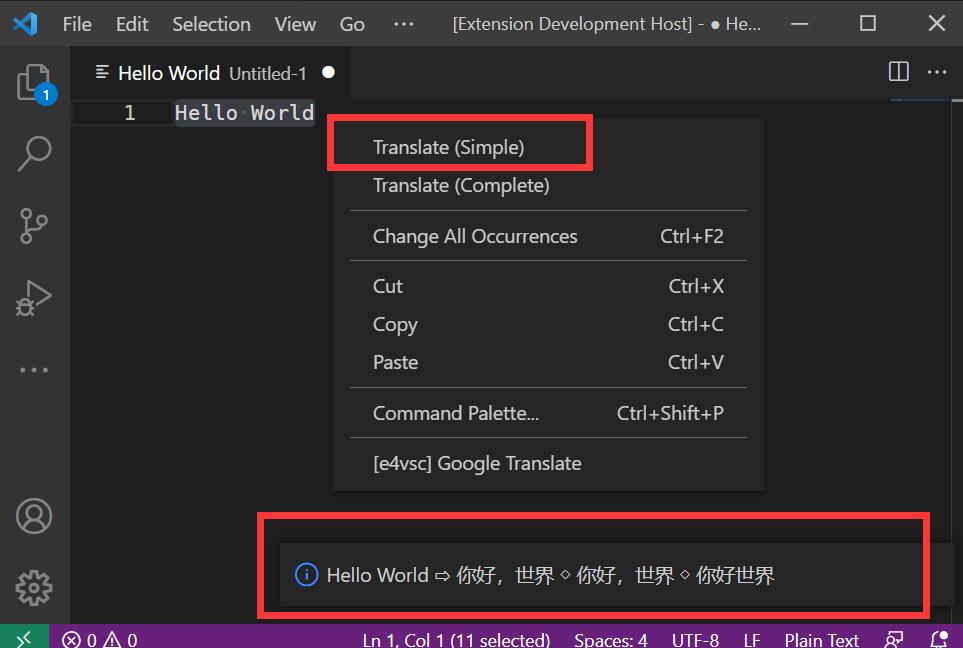 File Edit Selection View Go ··· [Extension Development Host] - ● He...
Hello World Untitled-1 ●
1
1 Hello·World
Translate (Simple)
Translate (Complete)
Change All Occurrences Ctrl+F2
Cut Ctrl+X
Copy Ctrl+C
Paste Ctrl+V
Command Palette... Ctrl+Shift+P
[e4vsc] Google Translate
Hello World ⇨ 你好，世界 ⋄ 你好，世界 ⋄ 你好世界
0 0 Ln 1, Col 1 (11 selected) Spaces: 4 UTF-8 LF Plain Text